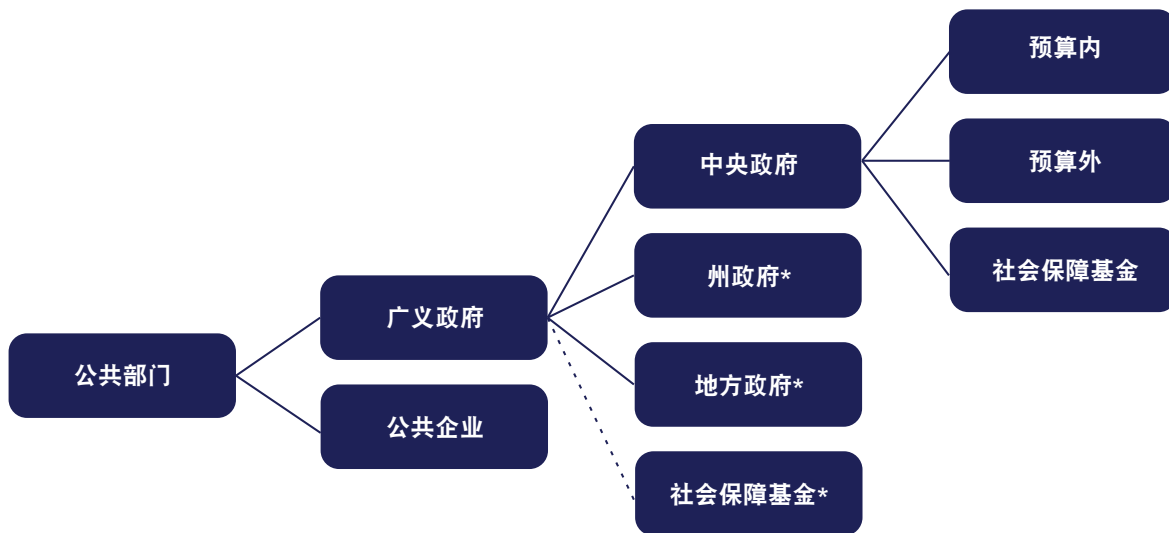 公共部门
广义政府
公共企业
中央政府
州政府*
地方政府*
社会保障基金*
预算内
预算外
社会保障基金